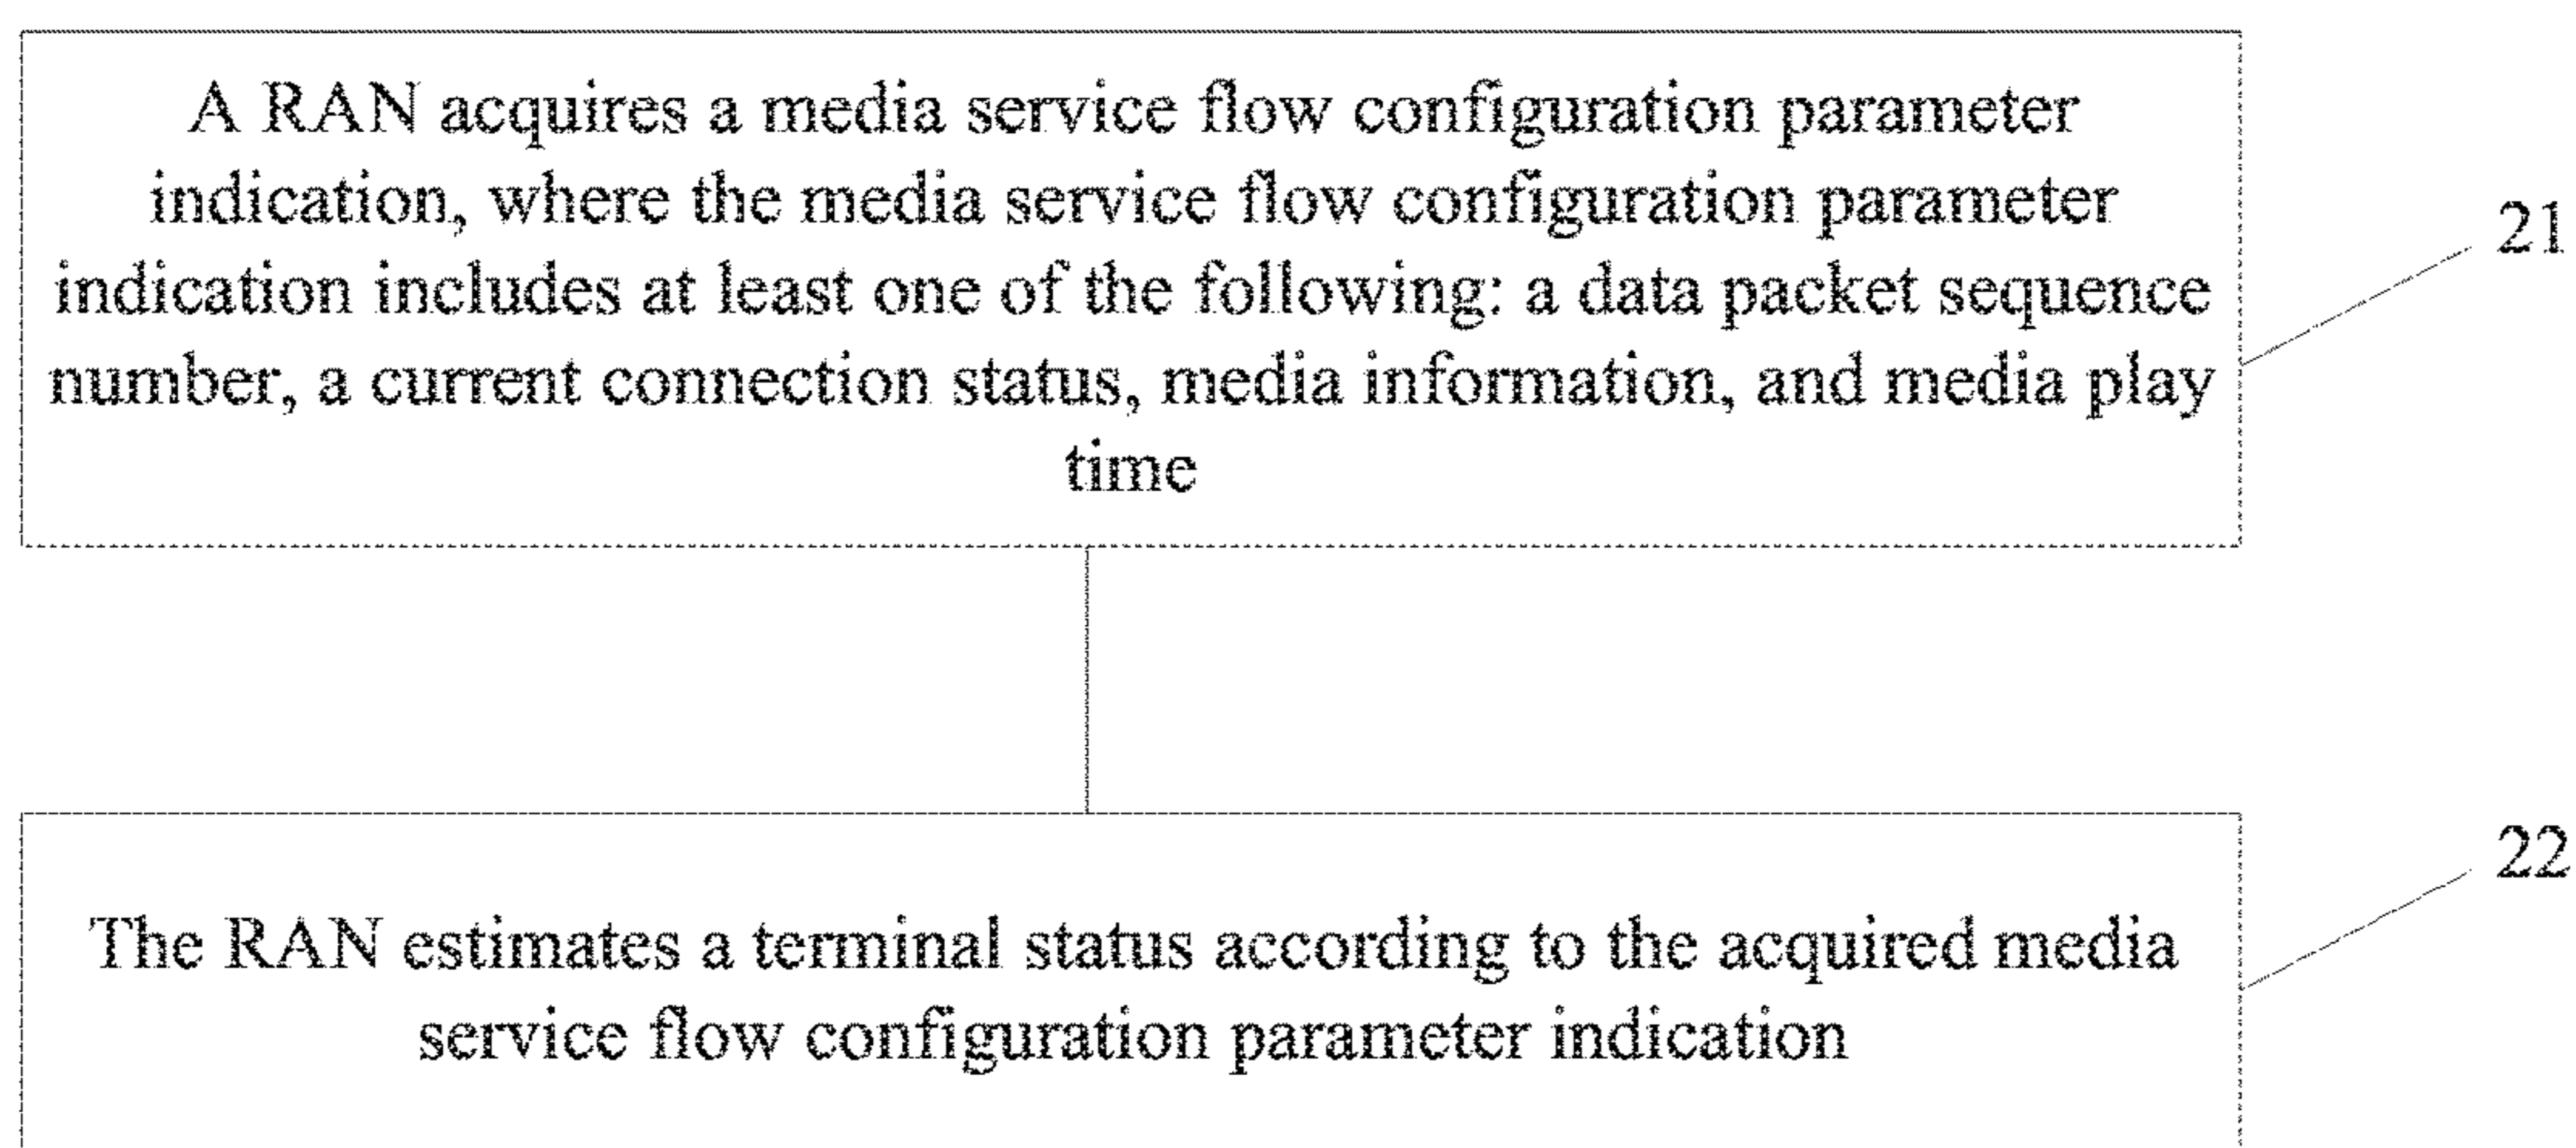 A RAN acquires a media service flow configuration parameter
indication, where the media service flow configuration parameter
indication includes at least one of the following: a data packet sequence
number, a current connection status, media information, and media play
time
21
The RAN estimates a terminal status according to the acquired media
service flow configuration parameter indication
22